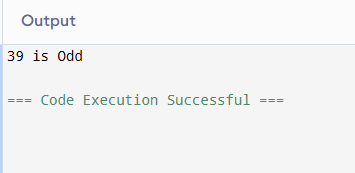 Output
39 is Odd
=== Code Execution Successful ===